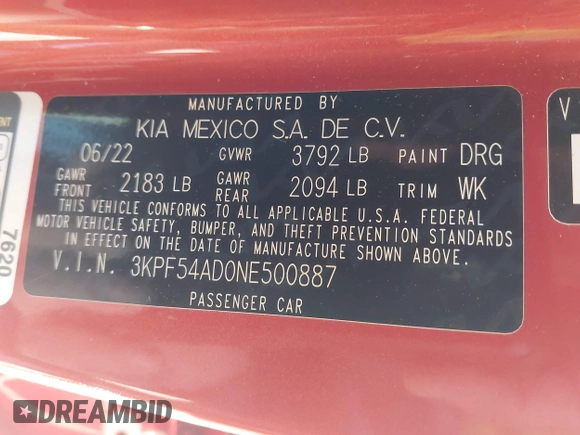 MANUFACTURED BY
KIA MEXICO S.A. DE C.V.
06/22 GVWR 3792 LB PAINT DRG
GAWR FRONT 2183 LB GAWR REAR 2094 LB TRIM WK
THIS VEHICLE CONFORMS TO ALL APPLICABLE U.S.A. FEDERAL
MOTOR VEHICLE SAFETY, BUMPER, AND THEFT PREVENTION STANDARDS
IN EFFECT ON THE DATE OF MANUFACTURE SHOWN ABOVE.
V.I.N. 3KPF54AD0NE500887
PASSENGER CAR
7620
V
DREAMBID